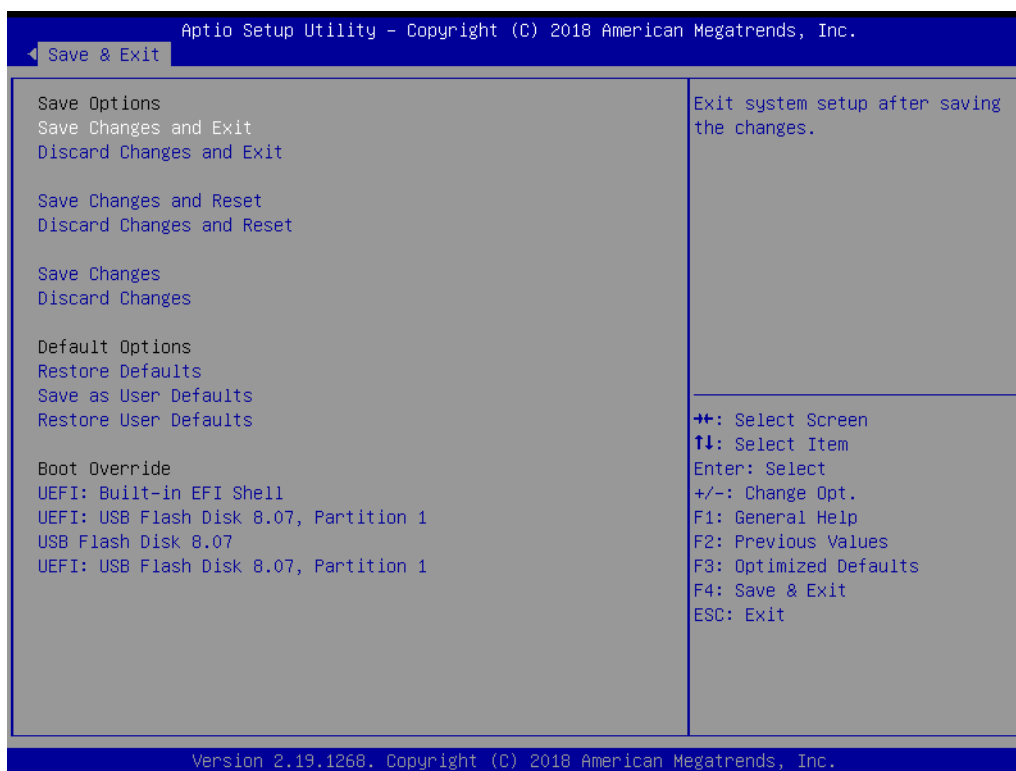 Aptio Setup Utility – Copyright (C) 2018 American Megatrends, Inc.
Save & Exit
Save Options
Save Changes and Exit
Discard Changes and Exit
Save Changes and Reset
Discard Changes and Reset
Save Changes
Discard Changes
Default Options
Restore Defaults
Save as User Defaults
Restore User Defaults
Boot Override
UEFI: Built-in EFI Shell
UEFI: USB Flash Disk 8.07, Partition 1
USB Flash Disk 8.07
UEFI: USB Flash Disk 8.07, Partition 1
Exit system setup after saving
the changes.
→←: Select Screen
↑↓: Select Item
Enter: Select
+/-: Change Opt.
F1: General Help
F2: Previous Values
F3: Optimized Defaults
F4: Save & Exit
ESC: Exit
Version 2.19.1268. Copyright (C) 2018 American Megatrends, Inc.